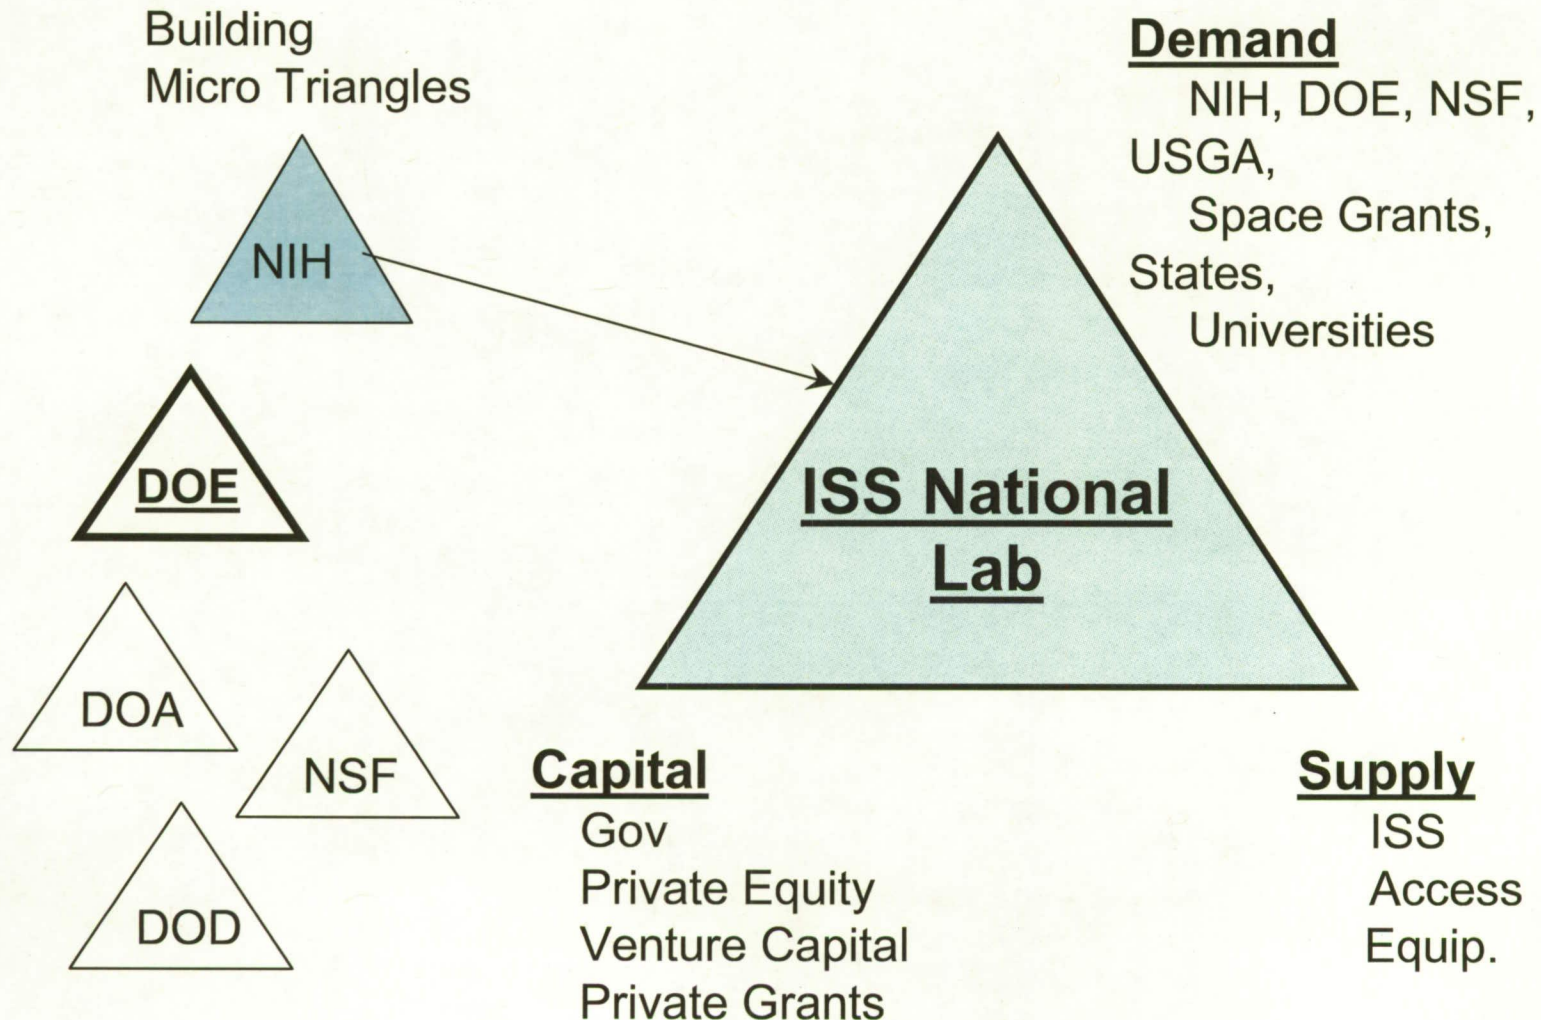 Building
Micro Triangles
NIH
DOE
DOA
NSF
DOD
Demand
NIH, DOE, NSF,
USGA,
Space Grants,
States,
Universities
ISS National
Lab
Capital
Gov
Private Equity
Venture Capital
Private Grants
Supply
ISS
Access
Equip.